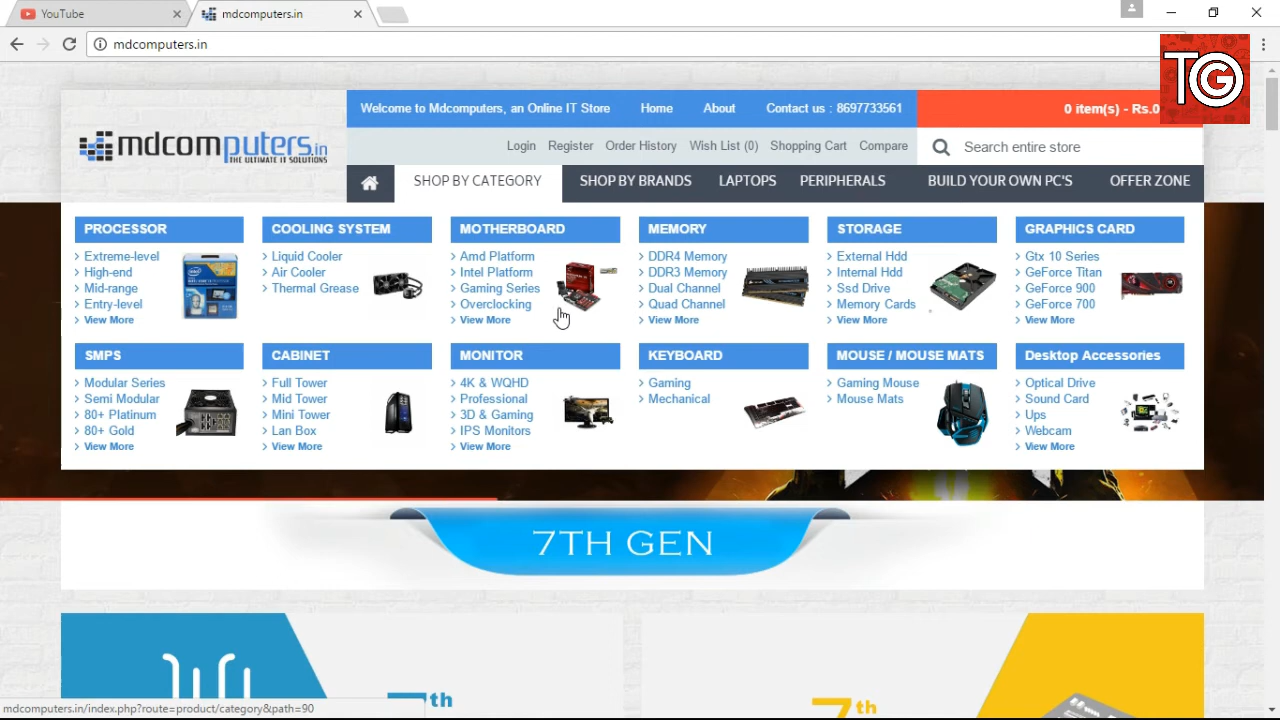 YouTube
mdcomputers.in
mdcomputers.in
TG
Welcome to Mdcomputers, an Online IT Store Home About Contact us : 8697733561 0 item(s) - Rs.0
mdcomputers.in
THE ULTIMATE IT SOLUTIONS
Login Register Order History Wish List (0) Shopping Cart Compare Search entire store
SHOP BY CATEGORY SHOP BY BRANDS LAPTOPS PERIPHERALS BUILD YOUR OWN PC'S OFFER ZONE
PROCESSOR
Extreme-level
High-end
Mid-range
Entry-level
View More
COOLING SYSTEM
Liquid Cooler
Air Cooler
Thermal Grease
MOTHERBOARD
Amd Platform
Intel Platform
Gaming Series
Overclocking
View More
MEMORY
DDR4 Memory
DDR3 Memory
Dual Channel
Quad Channel
View More
STORAGE
External Hdd
Internal Hdd
Ssd Drive
Memory Cards
View More
GRAPHICS CARD
Gtx 10 Series
GeForce Titan
GeForce 900
GeForce 700
View More
SMPS
Modular Series
Semi Modular
80+ Platinum
80+ Gold
View More
CABINET
Full Tower
Mid Tower
Mini Tower
Lan Box
View More
MONITOR
4K & WQHD
Professional
3D & Gaming
IPS Monitors
View More
KEYBOARD
Gaming
Mechanical
MOUSE / MOUSE MATS
Gaming Mouse
Mouse Mats
Desktop Accessories
Optical Drive
Sound Card
Ups
Webcam
View More
7TH GEN
7th
7th
mdcomputers.in/index.php?route=product/category&path=90